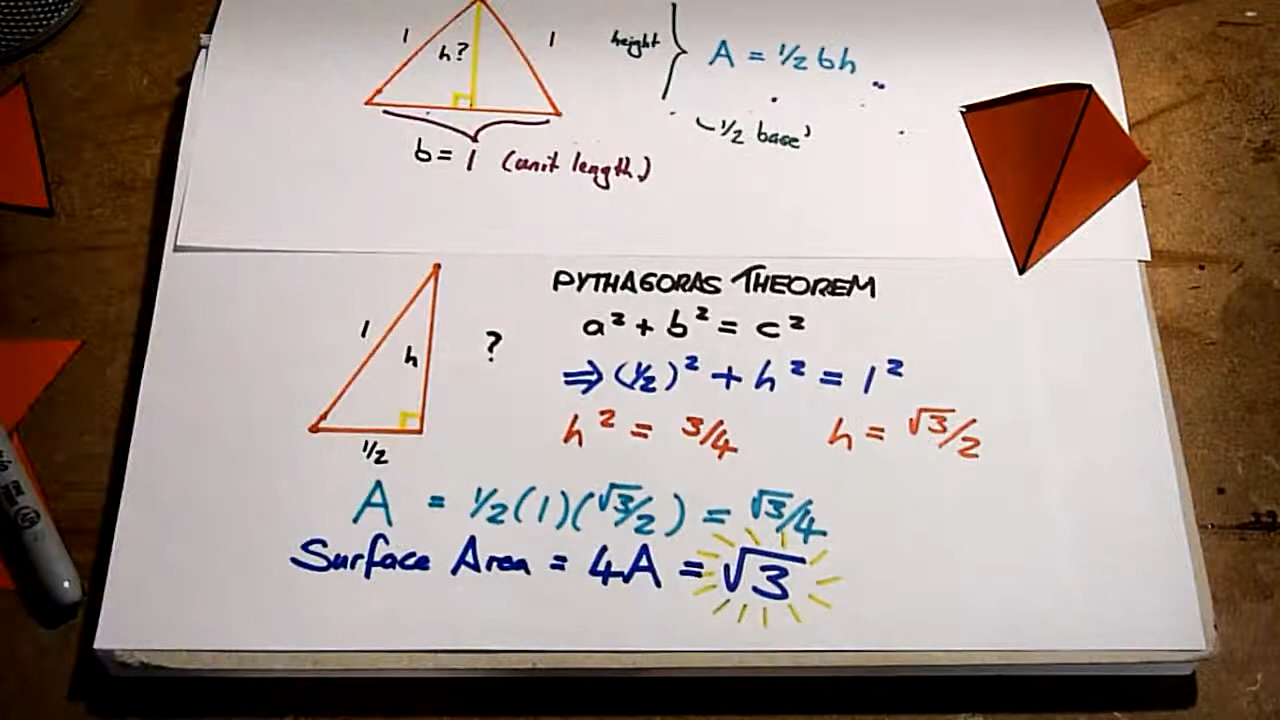 1 h? 1 height A = ½bh
½ base
b = 1 (unit length)
PYTHAGORAS THEOREM
a² + b² = c²
1 h ? ⇒ (½)² + h² = 1²
h² = 3/4 h = √3/2
½
A = ½(1)(√3/2) = √3/4
Surface Area = 4A = √3